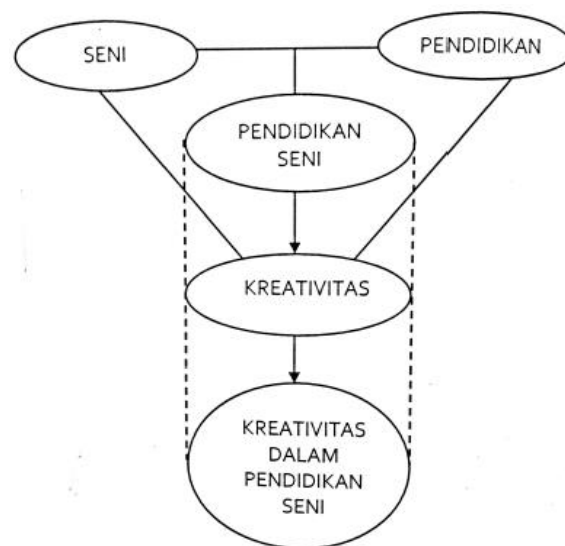 SENI
PENDIDIKAN
PENDIDIKAN
SENI
KREATIVITAS
KREATIVITAS
DALAM
PENDIDIKAN
SENI